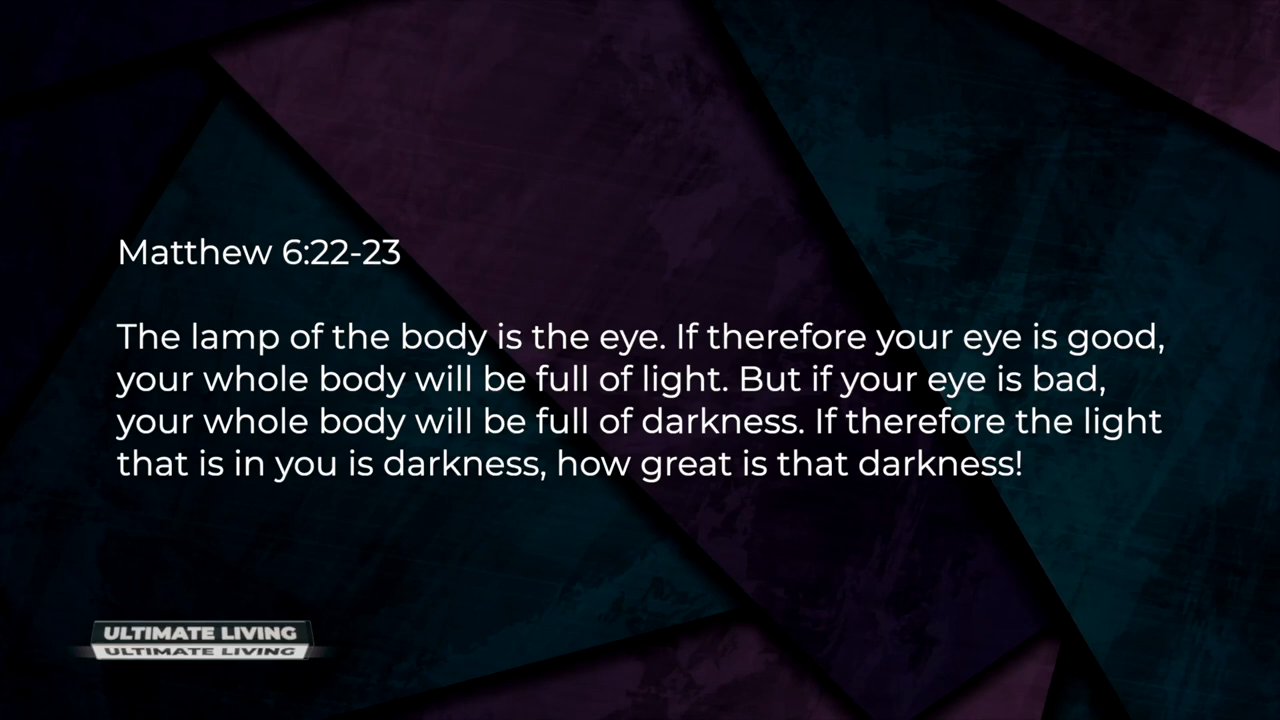 Matthew 6:22-23
The lamp of the body is the eye. If therefore your eye is good,
your whole body will be full of light. But if your eye is bad,
your whole body will be full of darkness. If therefore the light
that is in you is darkness, how great is that darkness!
ULTIMATE LIVING
ULTIMATE LIVING